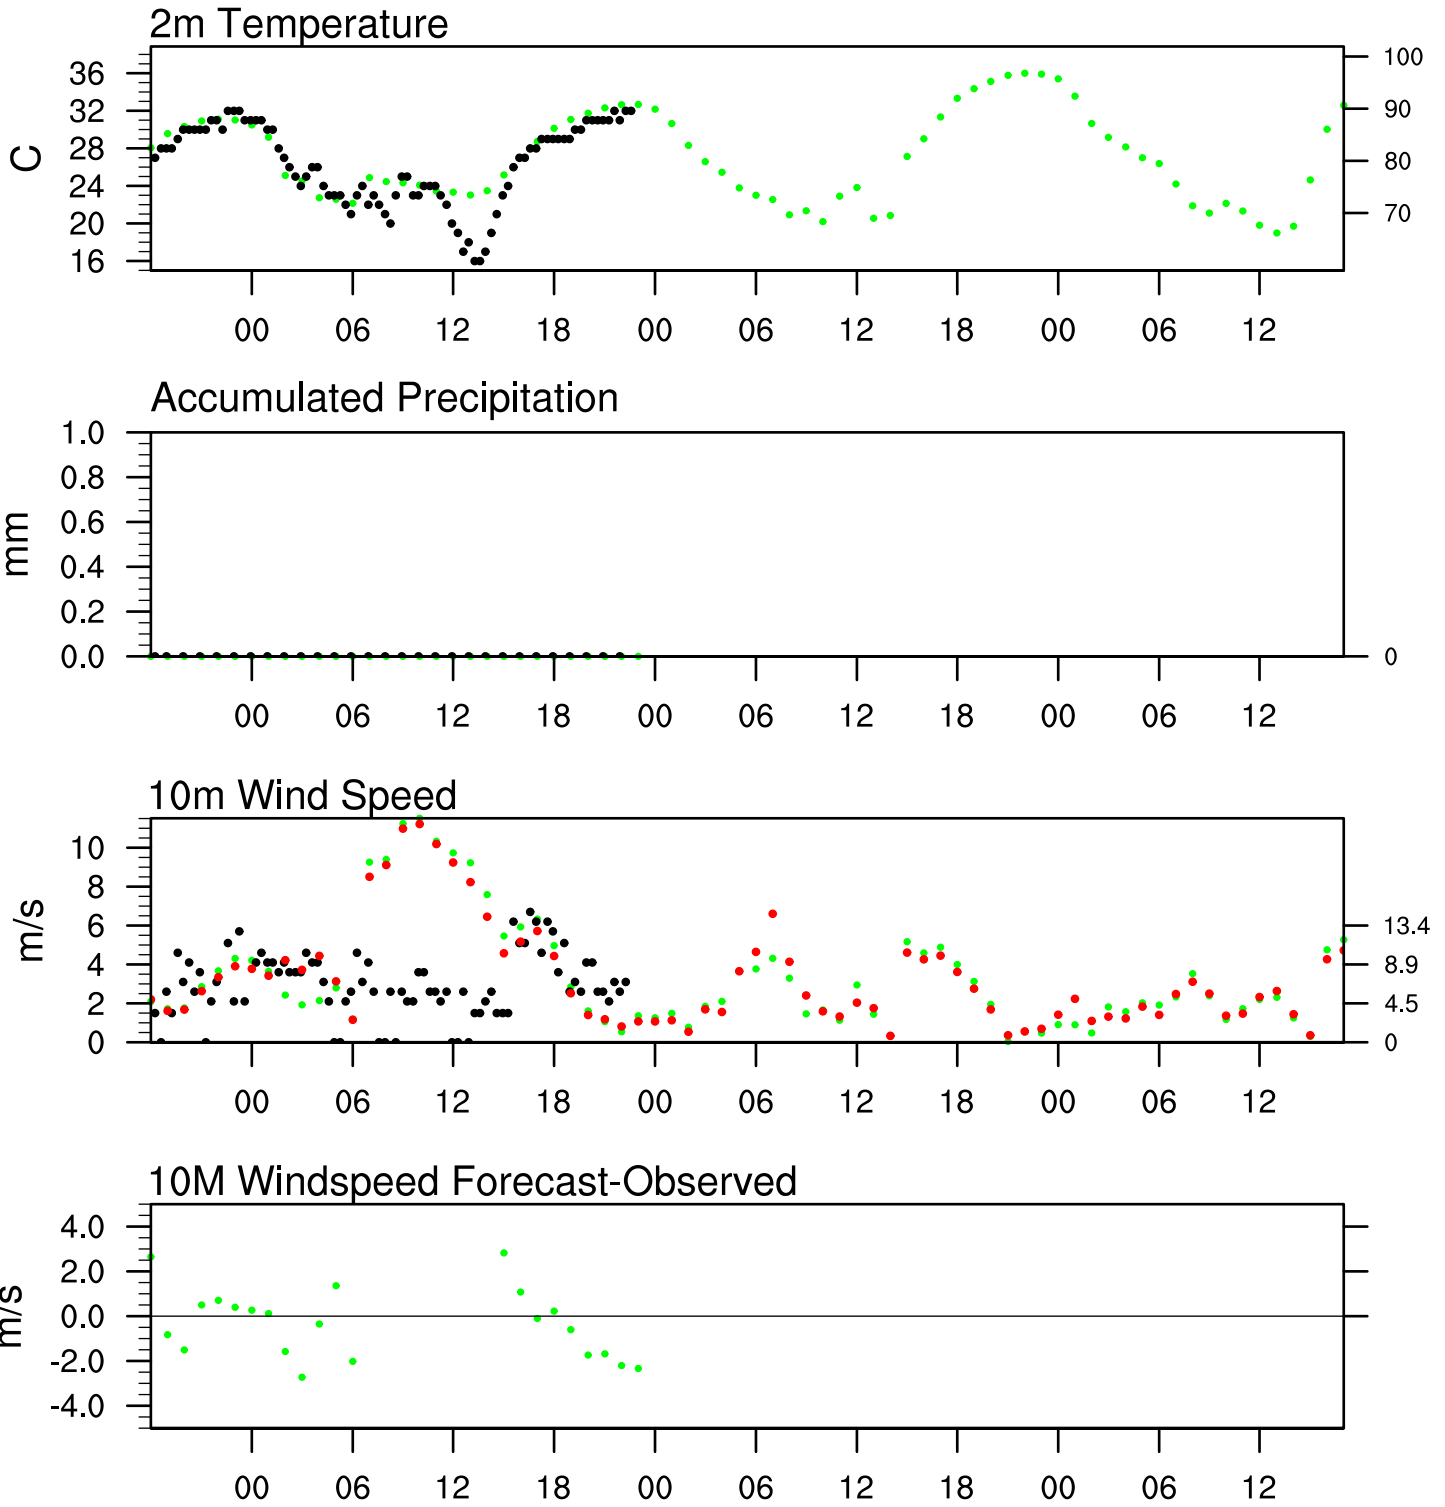 2m Temperature
36 100
32 90
28 80
24
20 70
16
C
00 06 12 18 00 06 12 18 00 06 12
Accumulated Precipitation
1.0
0.8
0.6
0.4
0.2
0.0 0
mm
00 06 12 18 00 06 12 18 00 06 12
10m Wind Speed
10
8
6 13.4
4 8.9
2 4.5
0 0
m/s
00 06 12 18 00 06 12 18 00 06 12
10M Windspeed Forecast-Observed
4.0
2.0
0.0
-2.0
-4.0
m/s
00 06 12 18 00 06 12 18 00 06 12